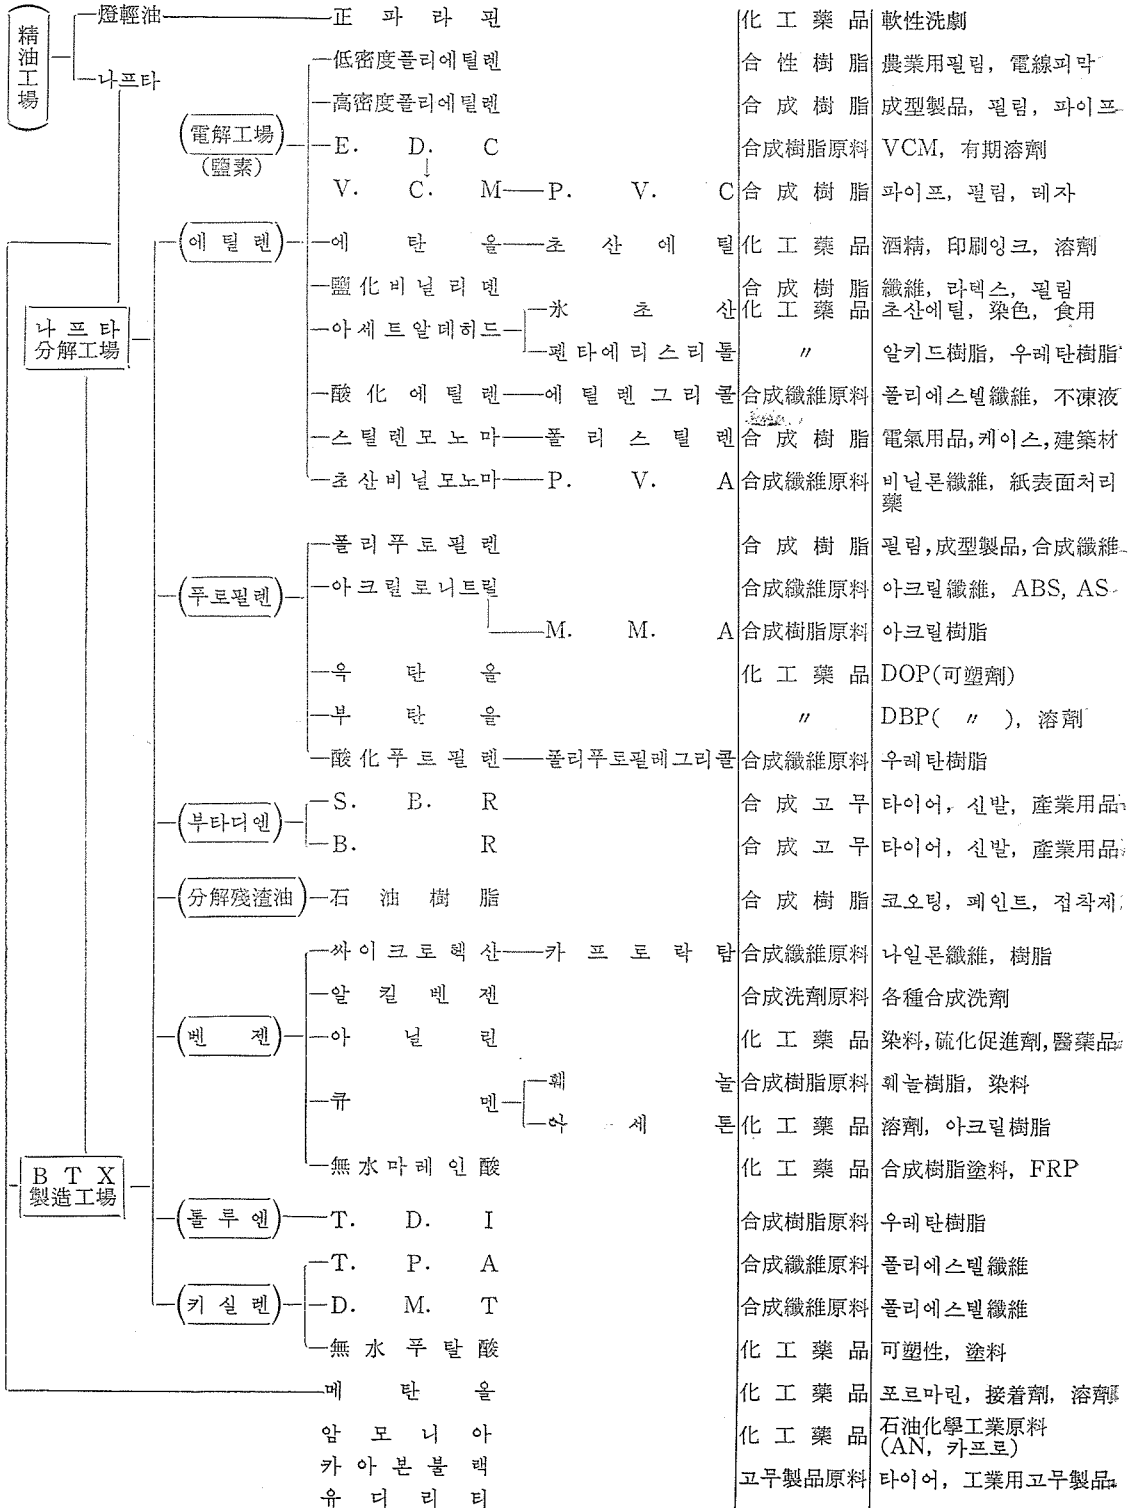 精油工場
燈輕油 正파라핀 化工藥品 軟性洗劇
나프타
低密度폴리에틸렌 合性樹脂 農業用필림, 電線피막
高密度폴리에틸렌 合成樹脂 成型製品, 필림, 파이프
(電解工場) E. D. C 合成樹脂原料 VCM, 有期溶劑
(鹽素)
V. C. M P. V. C 合成樹脂 파이프, 필림, 레자
(에틸렌) 에탄올 초산에틸 化工藥品 酒精, 印刷잉크, 溶劑
鹽化비닐리덴 合成樹脂 纖維, 라텍스, 필림
나프타
分解工場
아세트알데히드 氷초산 化工藥品 초산에틸, 染色, 食用
펜타에리스리톨 〃 알키드樹脂, 우레탄樹脂
酸化에틸렌 에틸렌그리콜 合成纖維原料 폴리에스텔纖維, 不凍液
스틸렌모노마 폴리스틸렌 合成樹脂 電氣用品, 케이스, 建築材
초산비닐모노마 P. V. A 合成纖維原料 비닐론纖維, 紙表面처리
藥
폴리푸로필렌 合成樹脂 필림, 成型製品, 合成纖維
(푸로필렌) 아크릴로니트릴 合成纖維原料 아크릴纖維, ABS, AS
M. M. A 合成樹脂原料 아크릴樹脂
옥탄올 化工藥品 DOP(可塑劑)
부탄올 〃 DBP( 〃 ), 溶劑
酸化푸트필렌 폴리푸로필레그리콜 合成纖維原料 우레탄樹脂
(부타디엔) S. B. R 合成고무 타이어, 신발, 產業用品
B. R 合成고무 타이어, 신발, 產業用品
(分解殘渣油) 石油樹脂 合成樹脂 코오팅, 페인트, 접착제
싸이크로헥산 카프로락탐 合成纖維原料 나일론纖維, 樹脂
알킬벤젠 合成洗劑原料 各種合成洗劑
(벤젠) 아닐린 化工藥品 染料, 硫化促進劑, 醫藥品
큐멘 훼놀 合成樹脂原料 훼놀樹脂, 染料
아세톤 化工藥品 溶劑, 아크릴樹脂
無水마레인酸 化工藥品 合成樹脂塗料, FRP
BTX
製造工場
(톨루엔) T. D. I 合成樹脂原料 우레탄樹脂
T. P. A 合成纖維原料 폴리에스텔纖維
(키실렌) D. M. T 合成纖維原料 폴리에스텔纖維
無水푸탈酸 化工藥品 可塑性, 塗料
메탄올 化工藥品 포르마린, 接着劑, 溶劑
암모니아 化工藥品 石油化學工業原料
(AN, 카프로)
카아본불랙 고무製品原料 타이어, 工業用고무製品
유디리티